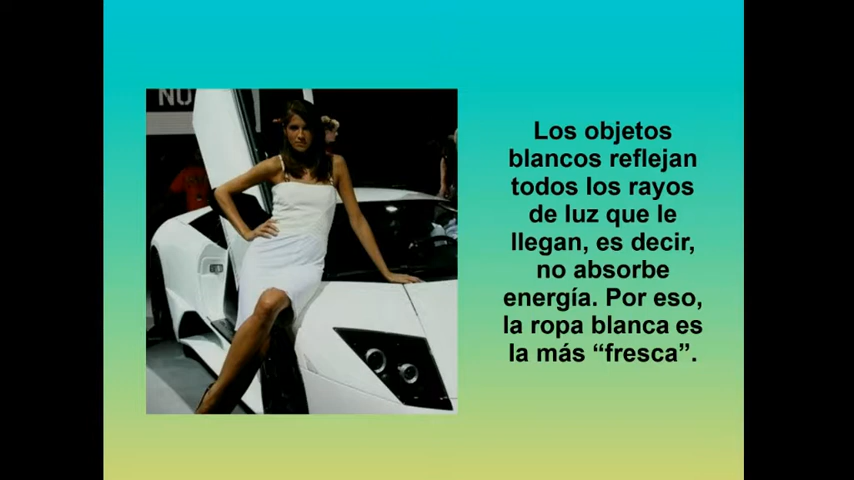 NU
Los objetos
blancos reflejan
todos los rayos
de luz que le
llegan, es decir,
no absorbe
energía. Por eso,
la ropa blanca es
la más “fresca”.